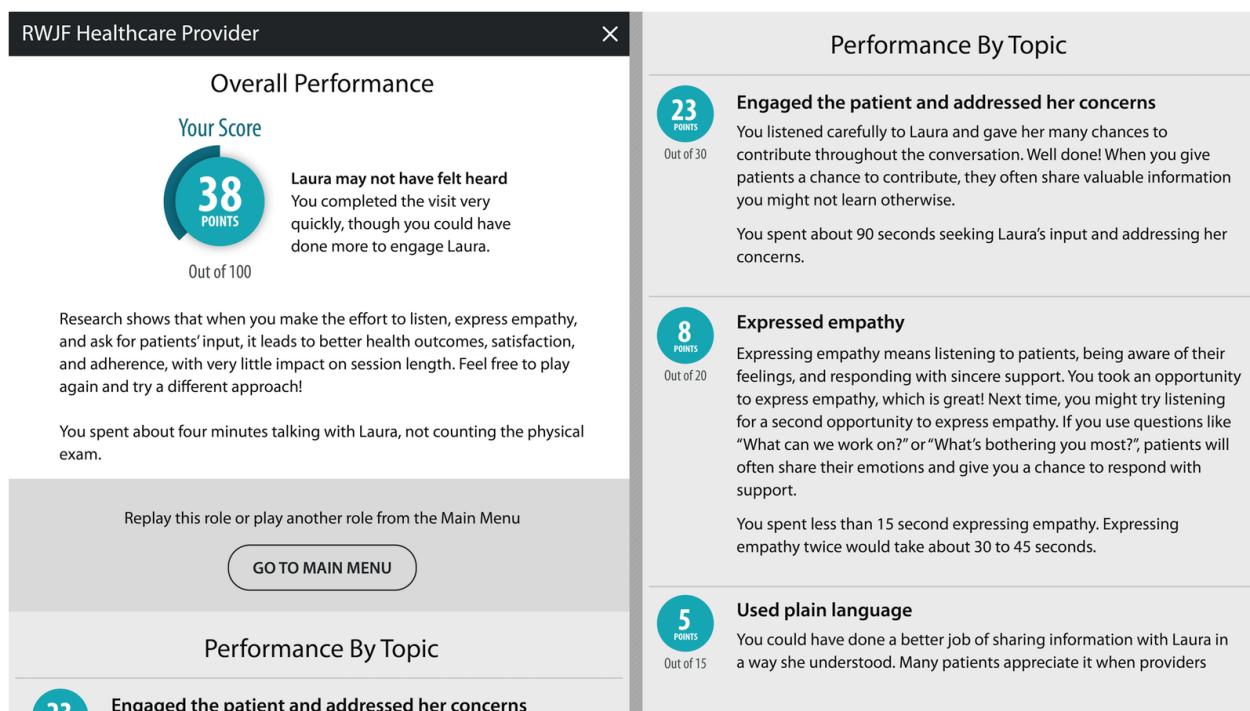 RWJF Healthcare Provider
Overall Performance
Your Score
38
POINTS
Out of 100
Laura may not have felt heard
You completed the visit very
quickly, though you could have
done more to engage Laura.
Research shows that when you make the effort to listen, express empathy,
and ask for patients' input, it leads to better health outcomes, satisfaction,
and adherence, with very little impact on session length. Feel free to play
again and try a different approach!
You spent about four minutes talking with Laura, not counting the physical
exam.
Replay this role or play another role from the Main Menu
GO TO MAIN MENU
Performance By Topic
23
Engaged the patient and addressed her concerns
Performance By Topic
23
POINTS
Out of 30
Engaged the patient and addressed her concerns
You listened carefully to Laura and gave her many chances to
contribute throughout the conversation. Well done! When you give
patients a chance to contribute, they often share valuable information
you might not learn otherwise.
You spent about 90 seconds seeking Laura's input and addressing her
concerns.
8
POINTS
Out of 20
Expressed empathy
Expressing empathy means listening to patients, being aware of their
feelings, and responding with sincere support. You took an opportunity
to express empathy, which is great! Next time, you might try listening
for a second opportunity to express empathy. If you use questions like
“What can we work on?” or “What's bothering you most?”, patients will
often share their emotions and give you a chance to respond with
support.
You spent less than 15 second expressing empathy. Expressing
empathy twice would take about 30 to 45 seconds.
5
POINTS
Out of 15
Used plain language
You could have done a better job of sharing information with Laura in
a way she understood. Many patients appreciate it when providers